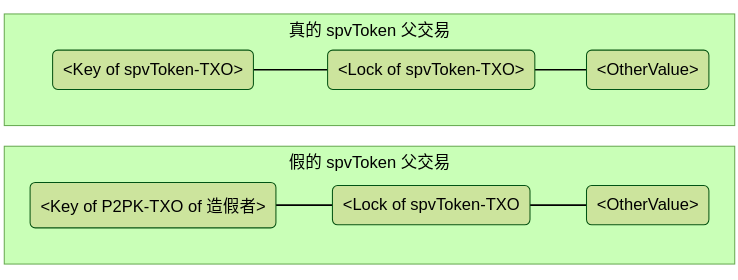 真的 spvToken 父交易
<Key of spvToken-TXO>
<Lock of spvToken-TXO>
<OtherValue>
假的 spvToken 父交易
<Key of P2PK-TXO of 造假者>
<Lock of spvToken-TXO
<OtherValue>